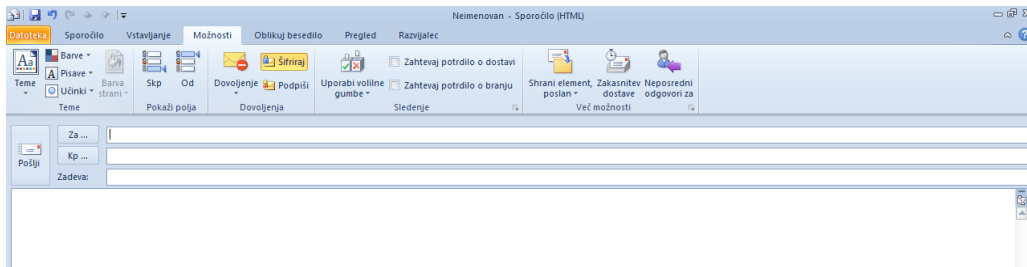 Neimenovan - Sporočilo (HTML)
Datoteka Sporočilo Vstavljanje Možnosti Oblikuj besedilo Pregled Razvijalec
Teme
Barve
Pisave
Učinki
Barva strani
Teme
Skp
Od
Pokaži polja
Dovoljenje
Šifriraj
Podpiši
Dovoljenja
Uporabi volilne gumbe
Zahtevaj potrdilo o dostavi
Zahtevaj potrdilo o branju
Sledenje
Shrani element, poslan
Zakasnitev dostave
Neposredni odgovori za
Več možnosti
Pošlji
Za ...
Kp ...
Zadeva: